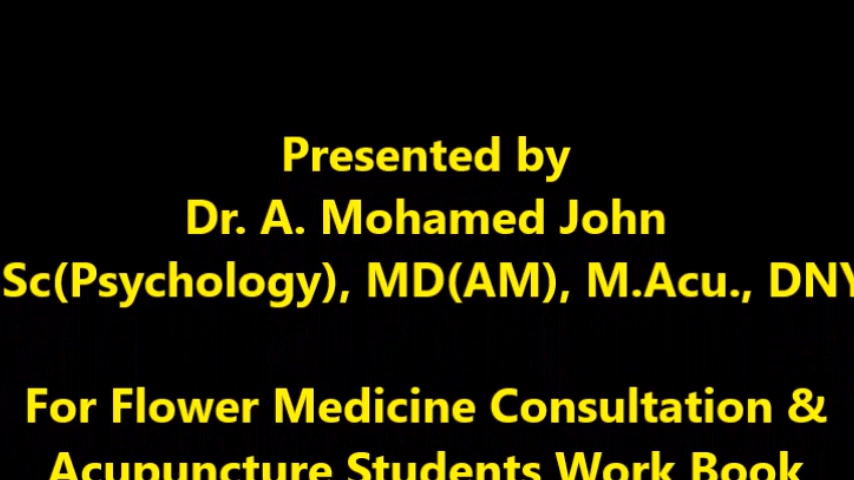 Presented by
Dr. A. Mohamed John
Sc(Psychology), MD(AM), M.Acu., DNY
For Flower Medicine Consultation &
Acupuncture Students Work Book